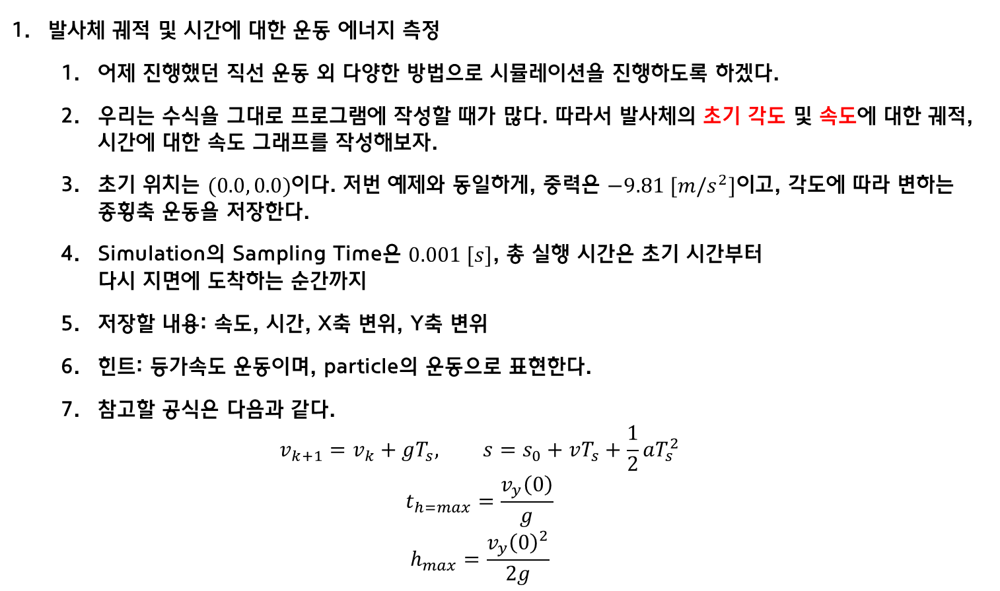 1. 발사체 궤적 및 시간에 대한 운동 에너지 측정
1. 어제 진행했던 직선 운동 외 다양한 방법으로 시뮬레이션을 진행하도록 하겠다.
2. 우리는 수식을 그대로 프로그램에 작성할 때가 많다. 따라서 발사체의 초기 각도 및 속도에 대한 궤적,
시간에 대한 속도 그래프를 작성해보자.
3. 초기 위치는 (0.0, 0.0)이다. 저번 예제와 동일하게, 중력은 −9.81 [m/s²]이고, 각도에 따라 변하는
종횡축 운동을 저장한다.
4. Simulation의 Sampling Time은 0.001 [s], 총 실행 시간은 초기 시간부터
다시 지면에 도착하는 순간까지
5. 저장할 내용: 속도, 시간, X축 변위, Y축 변위
6. 힌트: 등가속도 운동이며, particle의 운동으로 표현한다.
7. 참고할 공식은 다음과 같다.
v_{k+1} = v_k + gT_s, s = s_0 + vT_s + \frac{1}{2}aT_s^2
t_{h=max} = \frac{v_y(0)}{g}
h_{max} = \frac{v_y(0)^2}{2g}